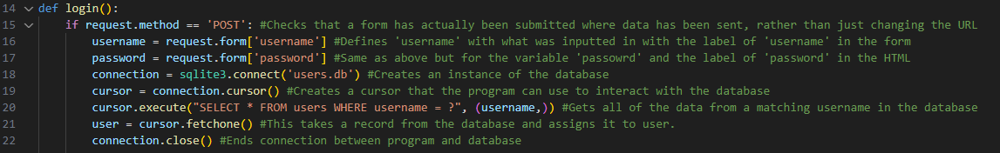 14 def login():
15 if request.method == 'POST': #Checks that a form has actually been submitted where data has been sent, rather than just changing the URL
16 username = request.form['username'] #Defines 'username' with what was inputted in with the label of 'username' in the form
17 password = request.form['password'] #Same as above but for the variable 'passowrd' and the label of 'password' in the HTML
18 connection = sqlite3.connect('users.db') #Creates an instance of the database
19 cursor = connection.cursor() #Creates a cursor that the program can use to interact with the database
20 cursor.execute("SELECT * FROM users WHERE username = ?", (username,)) #Gets all of the data from a matching username in the database
21 user = cursor.fetchone() #This takes a record from the database and assigns it to user.
22 connection.close() #Ends connection between program and database